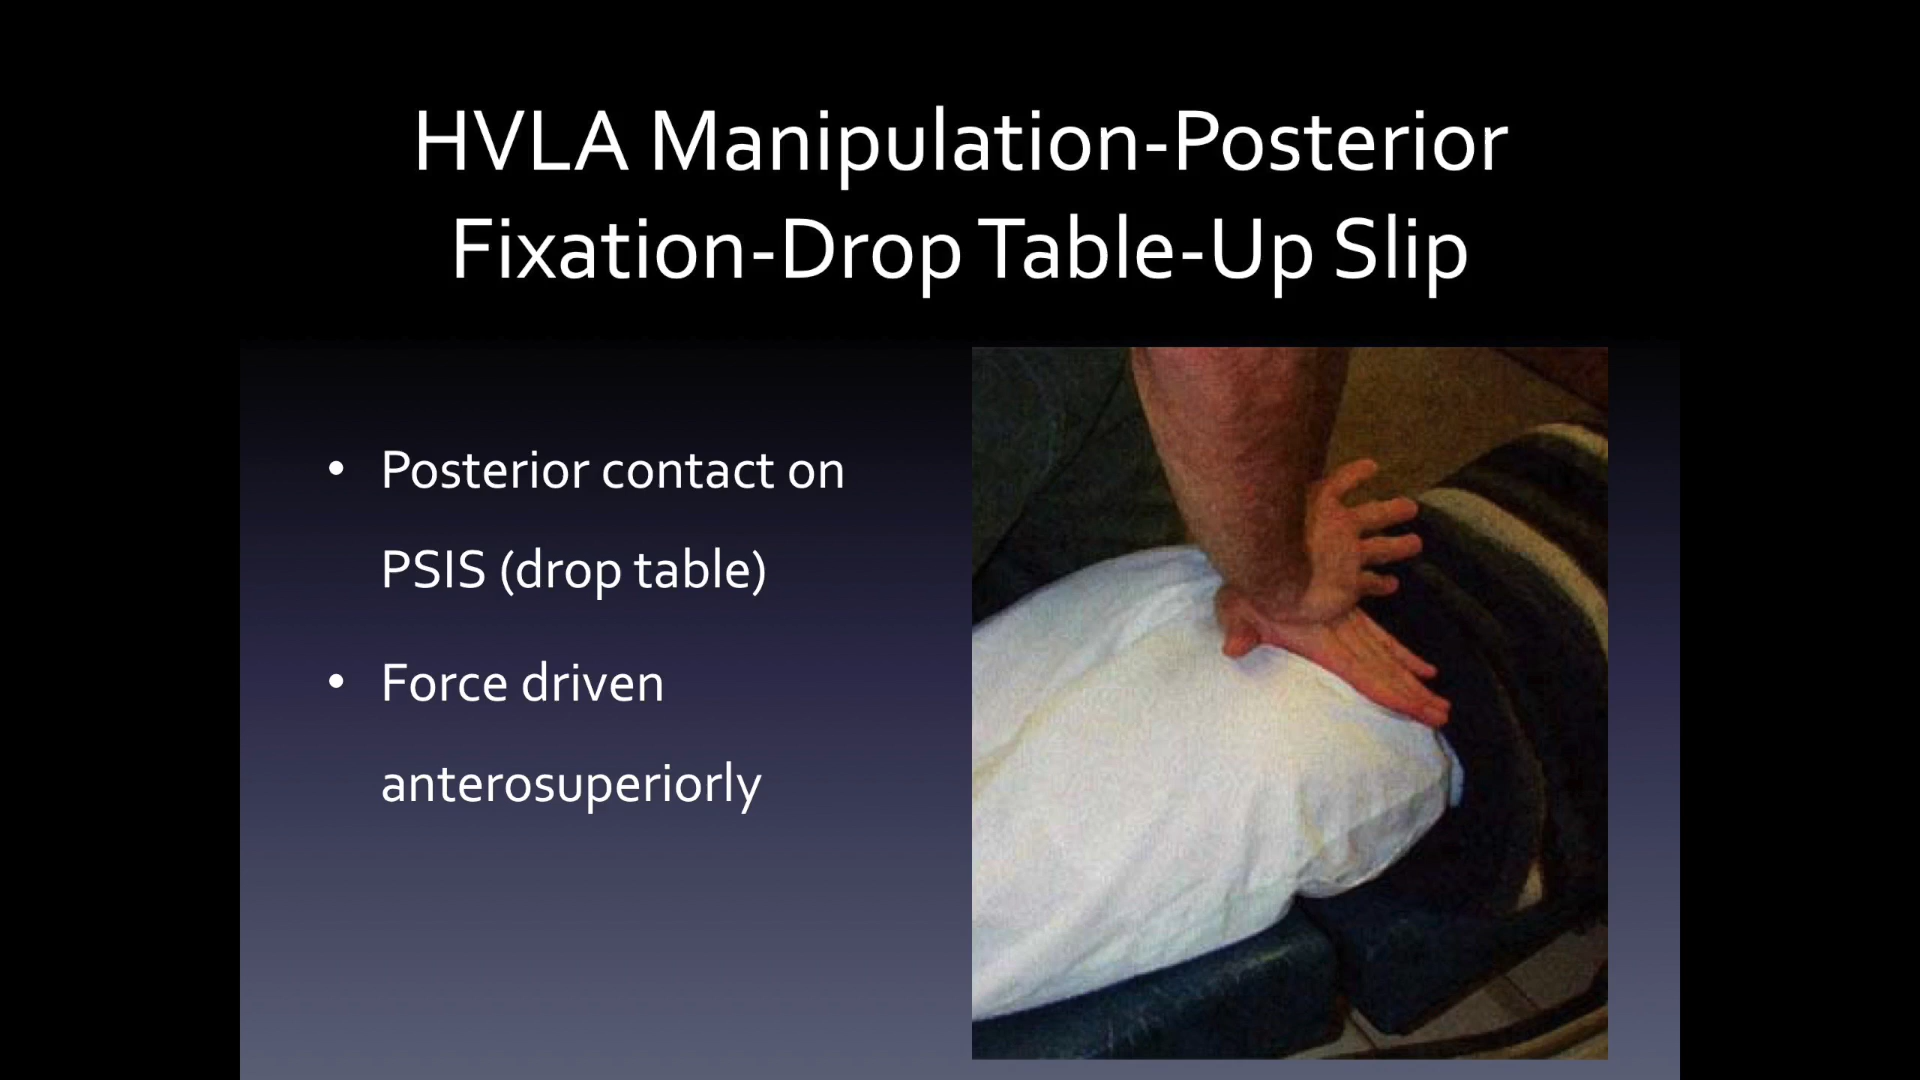 HVLA Manipulation-Posterior
Fixation-Drop Table-Up Slip
• Posterior contact on
PSIS (drop table)
• Force driven
anterosuperiorly